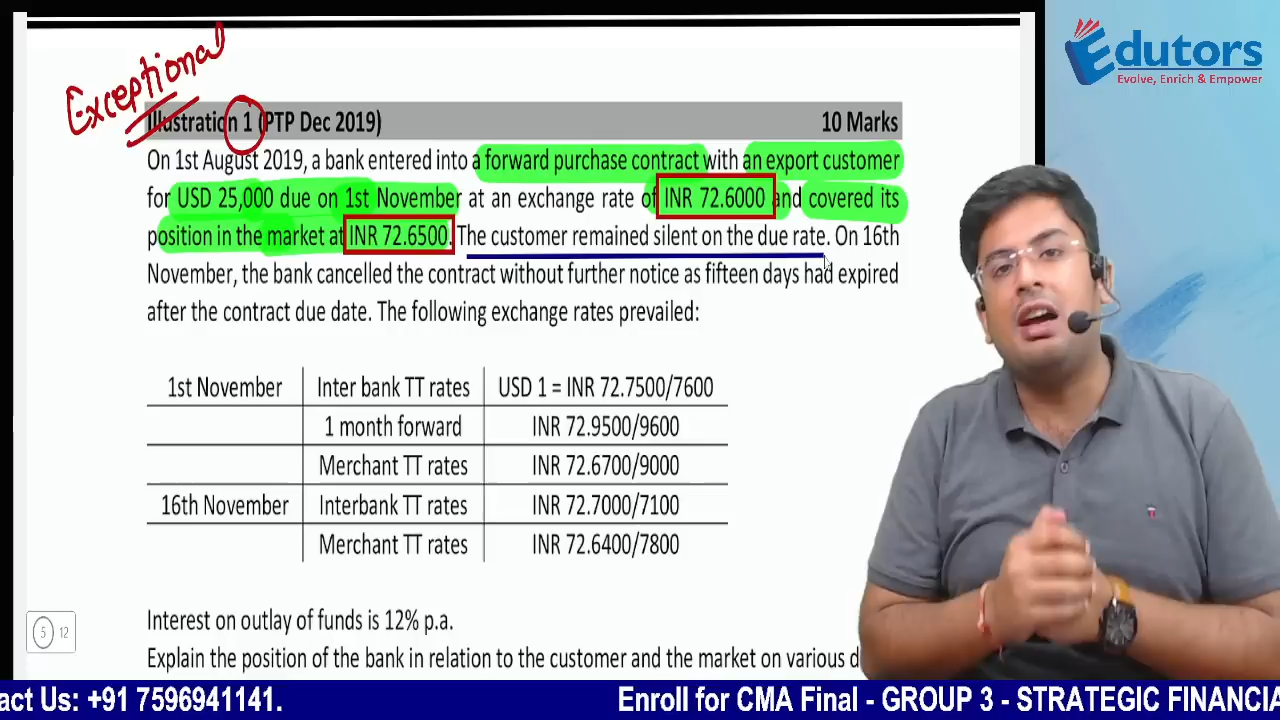 Exceptional
Edutors
Evolve, Enrich & Empower
Illustration 1 (PTP Dec 2019) 10 Marks
On 1st August 2019, a bank entered into a forward purchase contract with an export customer
for USD 25,000 due on 1st November at an exchange rate of INR 72.6000 and covered its
position in the market at INR 72.6500. The customer remained silent on the due rate. On 16th
November, the bank cancelled the contract without further notice as fifteen days had expired
after the contract due date. The following exchange rates prevailed:
1st November Inter bank TT rates USD 1 = INR 72.7500/7600
1 month forward INR 72.9500/9600
Merchant TT rates INR 72.6700/9000
16th November Interbank TT rates INR 72.7000/7100
Merchant TT rates INR 72.6400/7800
Interest on outlay of funds is 12% p.a.
5 12
Explain the position of the bank in relation to the customer and the market on various d
act Us: +91 7596941141. Enroll for CMA Final - GROUP 3 - STRATEGIC FINANCIA